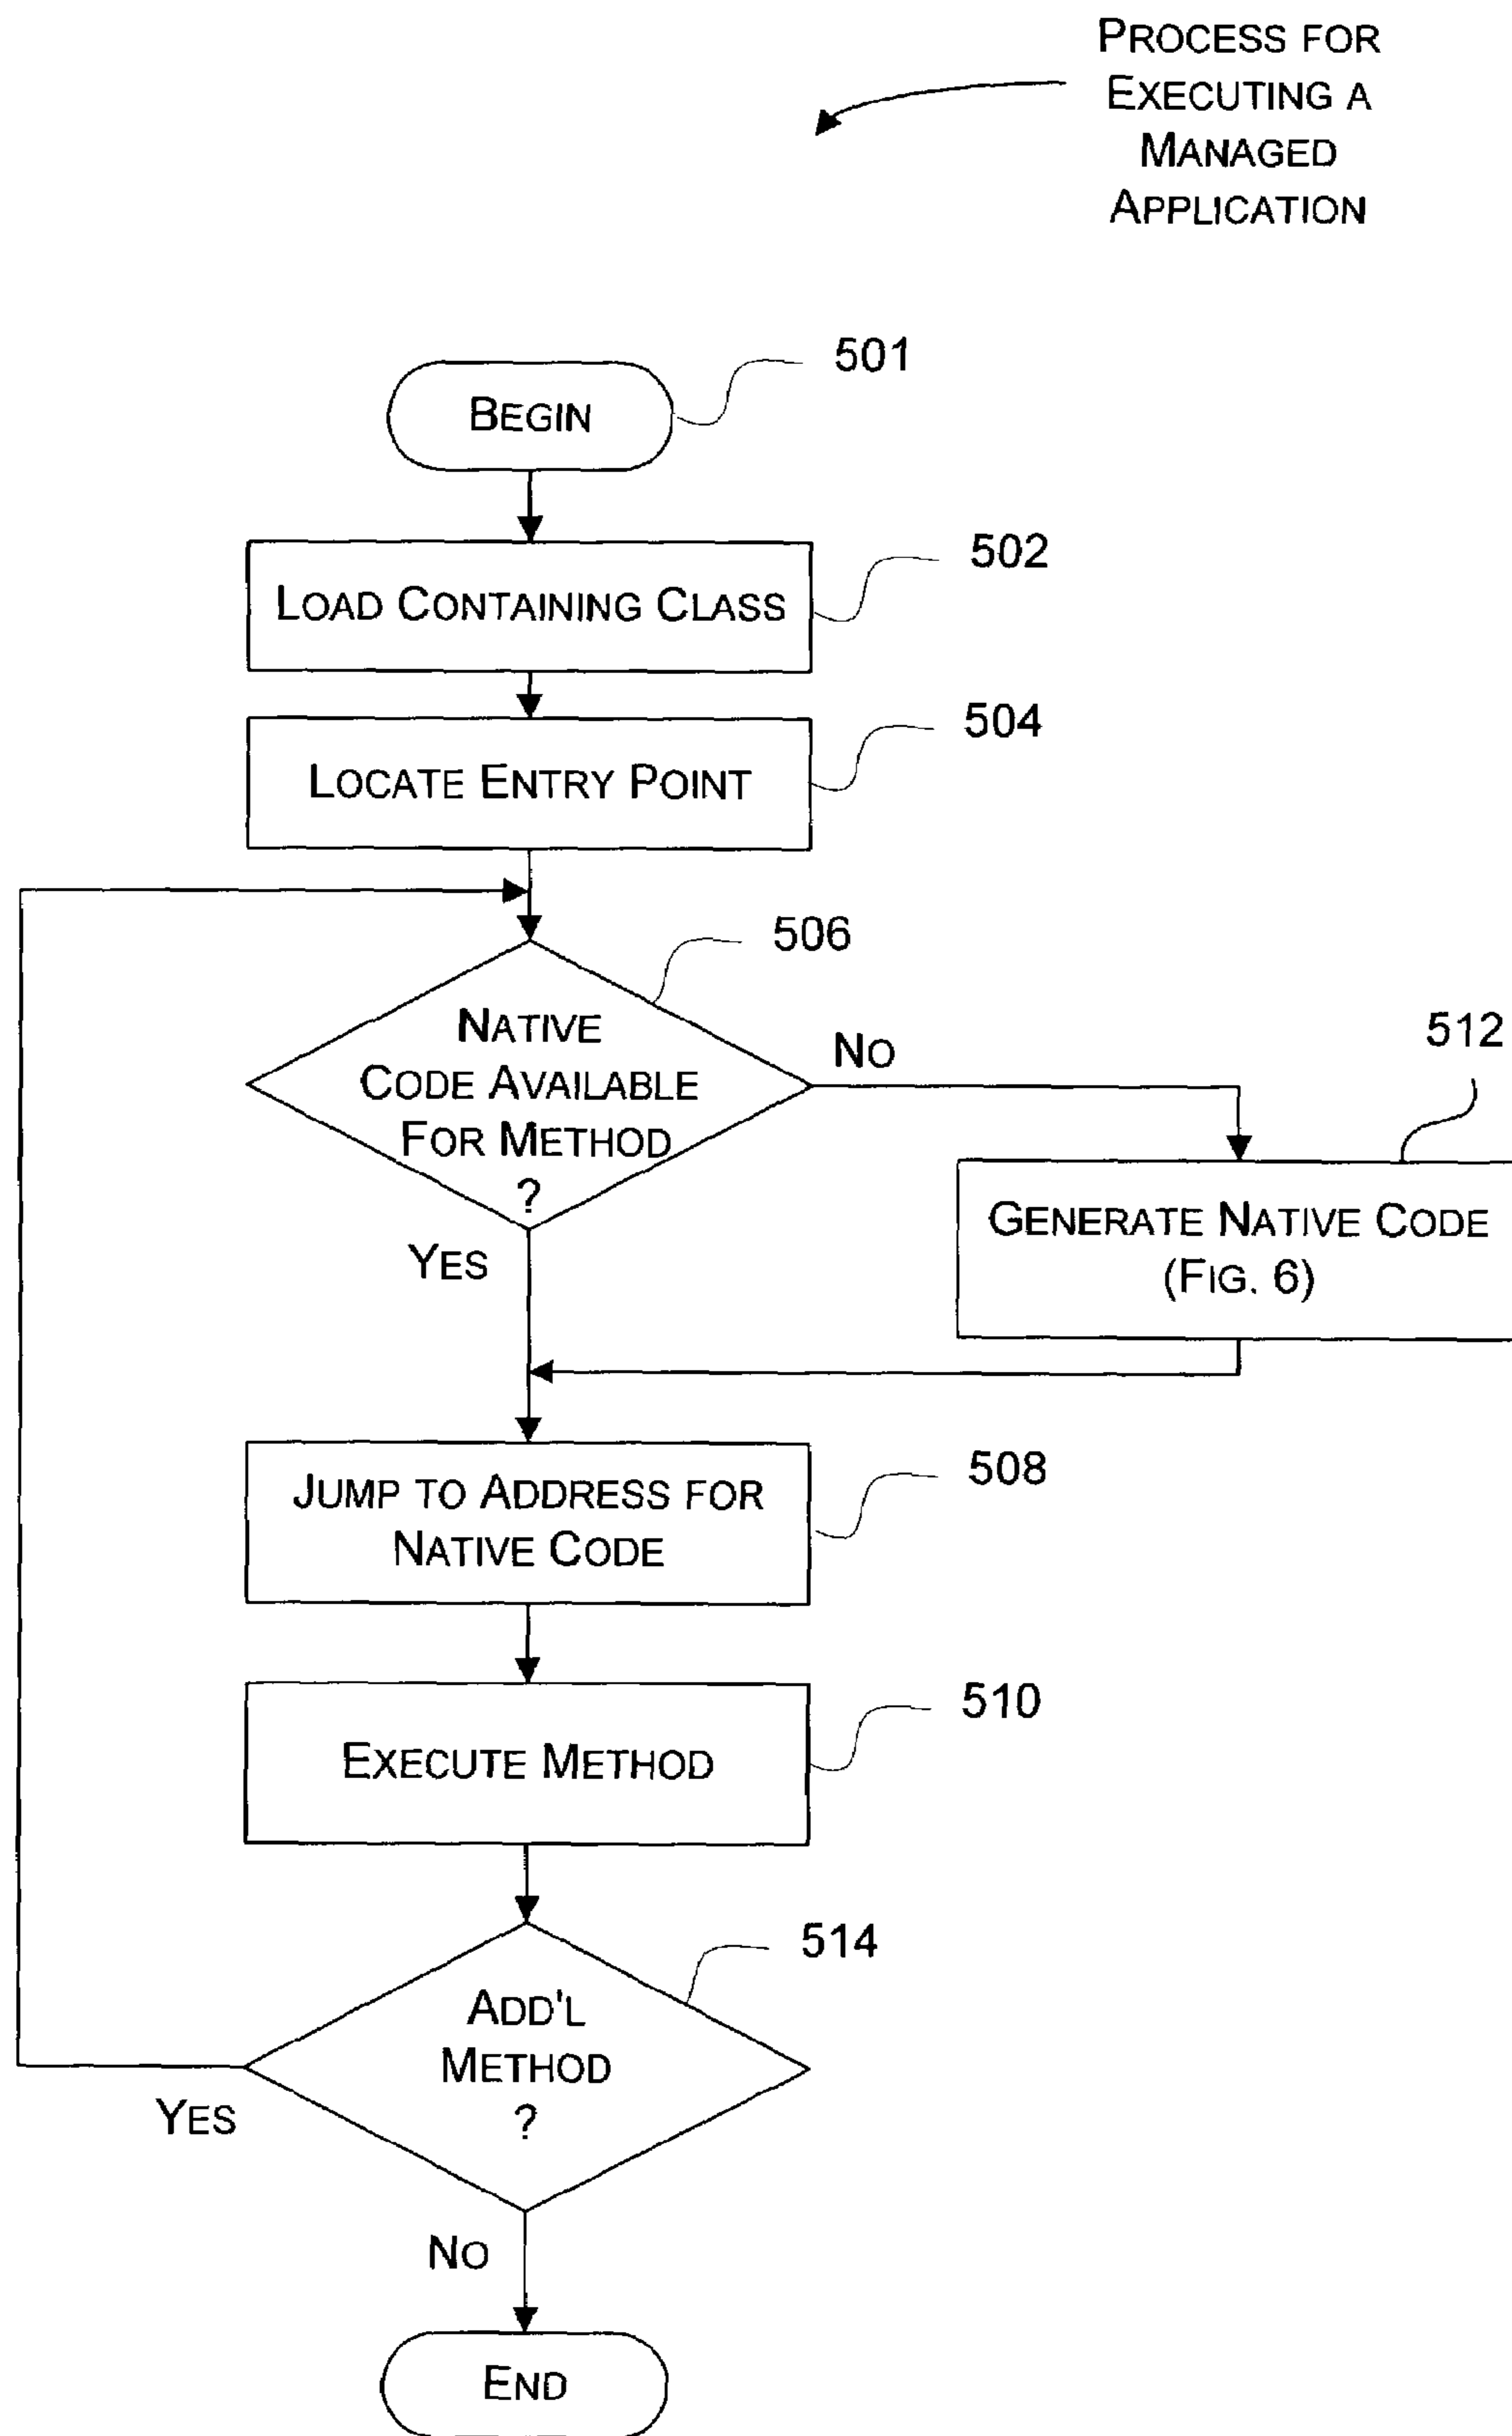 PROCESS FOR
EXECUTING A
MANAGED
APPLICATION
BEGIN
501
LOAD CONTAINING CLASS
502
LOCATE ENTRY POINT
504
506
NATIVE
CODE AVAILABLE
FOR METHOD
?
NO
512
GENERATE NATIVE CODE
(FIG. 6)
YES
JUMP TO ADDRESS FOR
NATIVE CODE
508
EXECUTE METHOD
510
514
ADD'L
METHOD
?
YES
NO
END